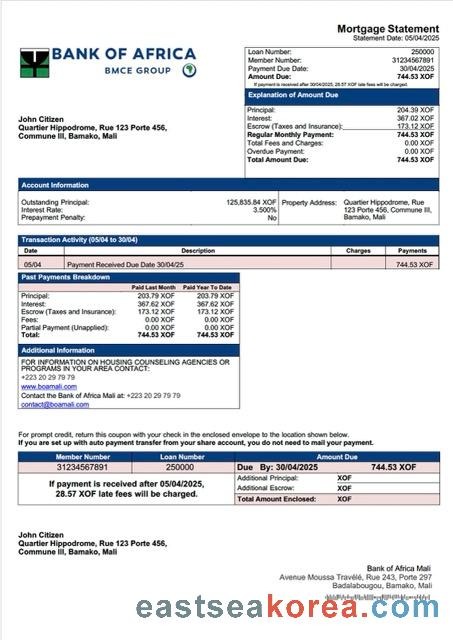 Mortgage Statement
Statement Date: 05/04/2025
BANK OF AFRICA
BMCE GROUP
Loan Number: 250000
Member Number: 31234567891
Payment Due Date: 30/04/2025
Amount Due: 744.53 XOF
If payment is received after 30/04/2025, 28.57 XOF late fees will be charged.
John Citizen
Quartier Hippodrome, Rue 123 Porte 456,
Commune III, Bamako, Mali
Explanation of Amount Due
Principal: 204.39 XOF
Interest: 367.02 XOF
Escrow (Taxes and Insurance): 173.12 XOF
Regular Monthly Payment: 744.53 XOF
Total Fees and Charges: 0.00 XOF
Overdue Payment: 0.00 XOF
Total Amount Due: 744.53 XOF
Account Information
Outstanding Principal: 125,835.84 XOF
Interest Rate: 3.500%
Prepayment Penalty: No
Property Address: Quartier Hippodrome, Rue
123 Porte 456, Commune III,
Bamako, Mali
Transaction Activity (05/04 to 30/04)
Date Description Charges Payments
05/04 Payment Received Due Date 30/04/25 744.53 XOF
Past Payments Breakdown
Paid Last Month Paid Year To Date
Principal: 203.79 XOF 203.79 XOF
Interest: 367.62 XOF 367.62 XOF
Escrow (Taxes and Insurance): 173.12 XOF 173.12 XOF
Fees: 0.00 XOF 0.00 XOF
Partial Payment (Unapplied): 0.00 XOF 0.00 XOF
Total: 744.53 XOF 744.53 XOF
Additional Information
FOR INFORMATION ON HOUSING COUNSELING AGENCIES OR
PROGRAMS IN YOUR AREA CONTACT:
+223 20 29 79 79
www.boamali.com
Contact the Bank of Africa Mali at: +223 20 29 79 79
contact@boamali.com
For prompt credit, return this coupon with your check in the enclosed envelope to the location shown below.
If you are set up with auto payment transfer from your share account, you do not need to mail your payment.
Member Number Loan Number Amount Due
31234567891 250000 Due By: 30/04/2025 744.53 XOF
If payment is received after 05/04/2025,
28.57 XOF late fees will be charged.
Additional Principal: XOF
Additional Escrow: XOF
Total Amount Enclosed: XOF
John Citizen
Quartier Hippodrome, Rue 123 Porte 456,
Commune III, Bamako, Mali
Bank of Africa Mali
Avenue Moussa Travélé, Rue 243, Porte 297
Badalabougou, Bamako, Mali
eastseakorea.com